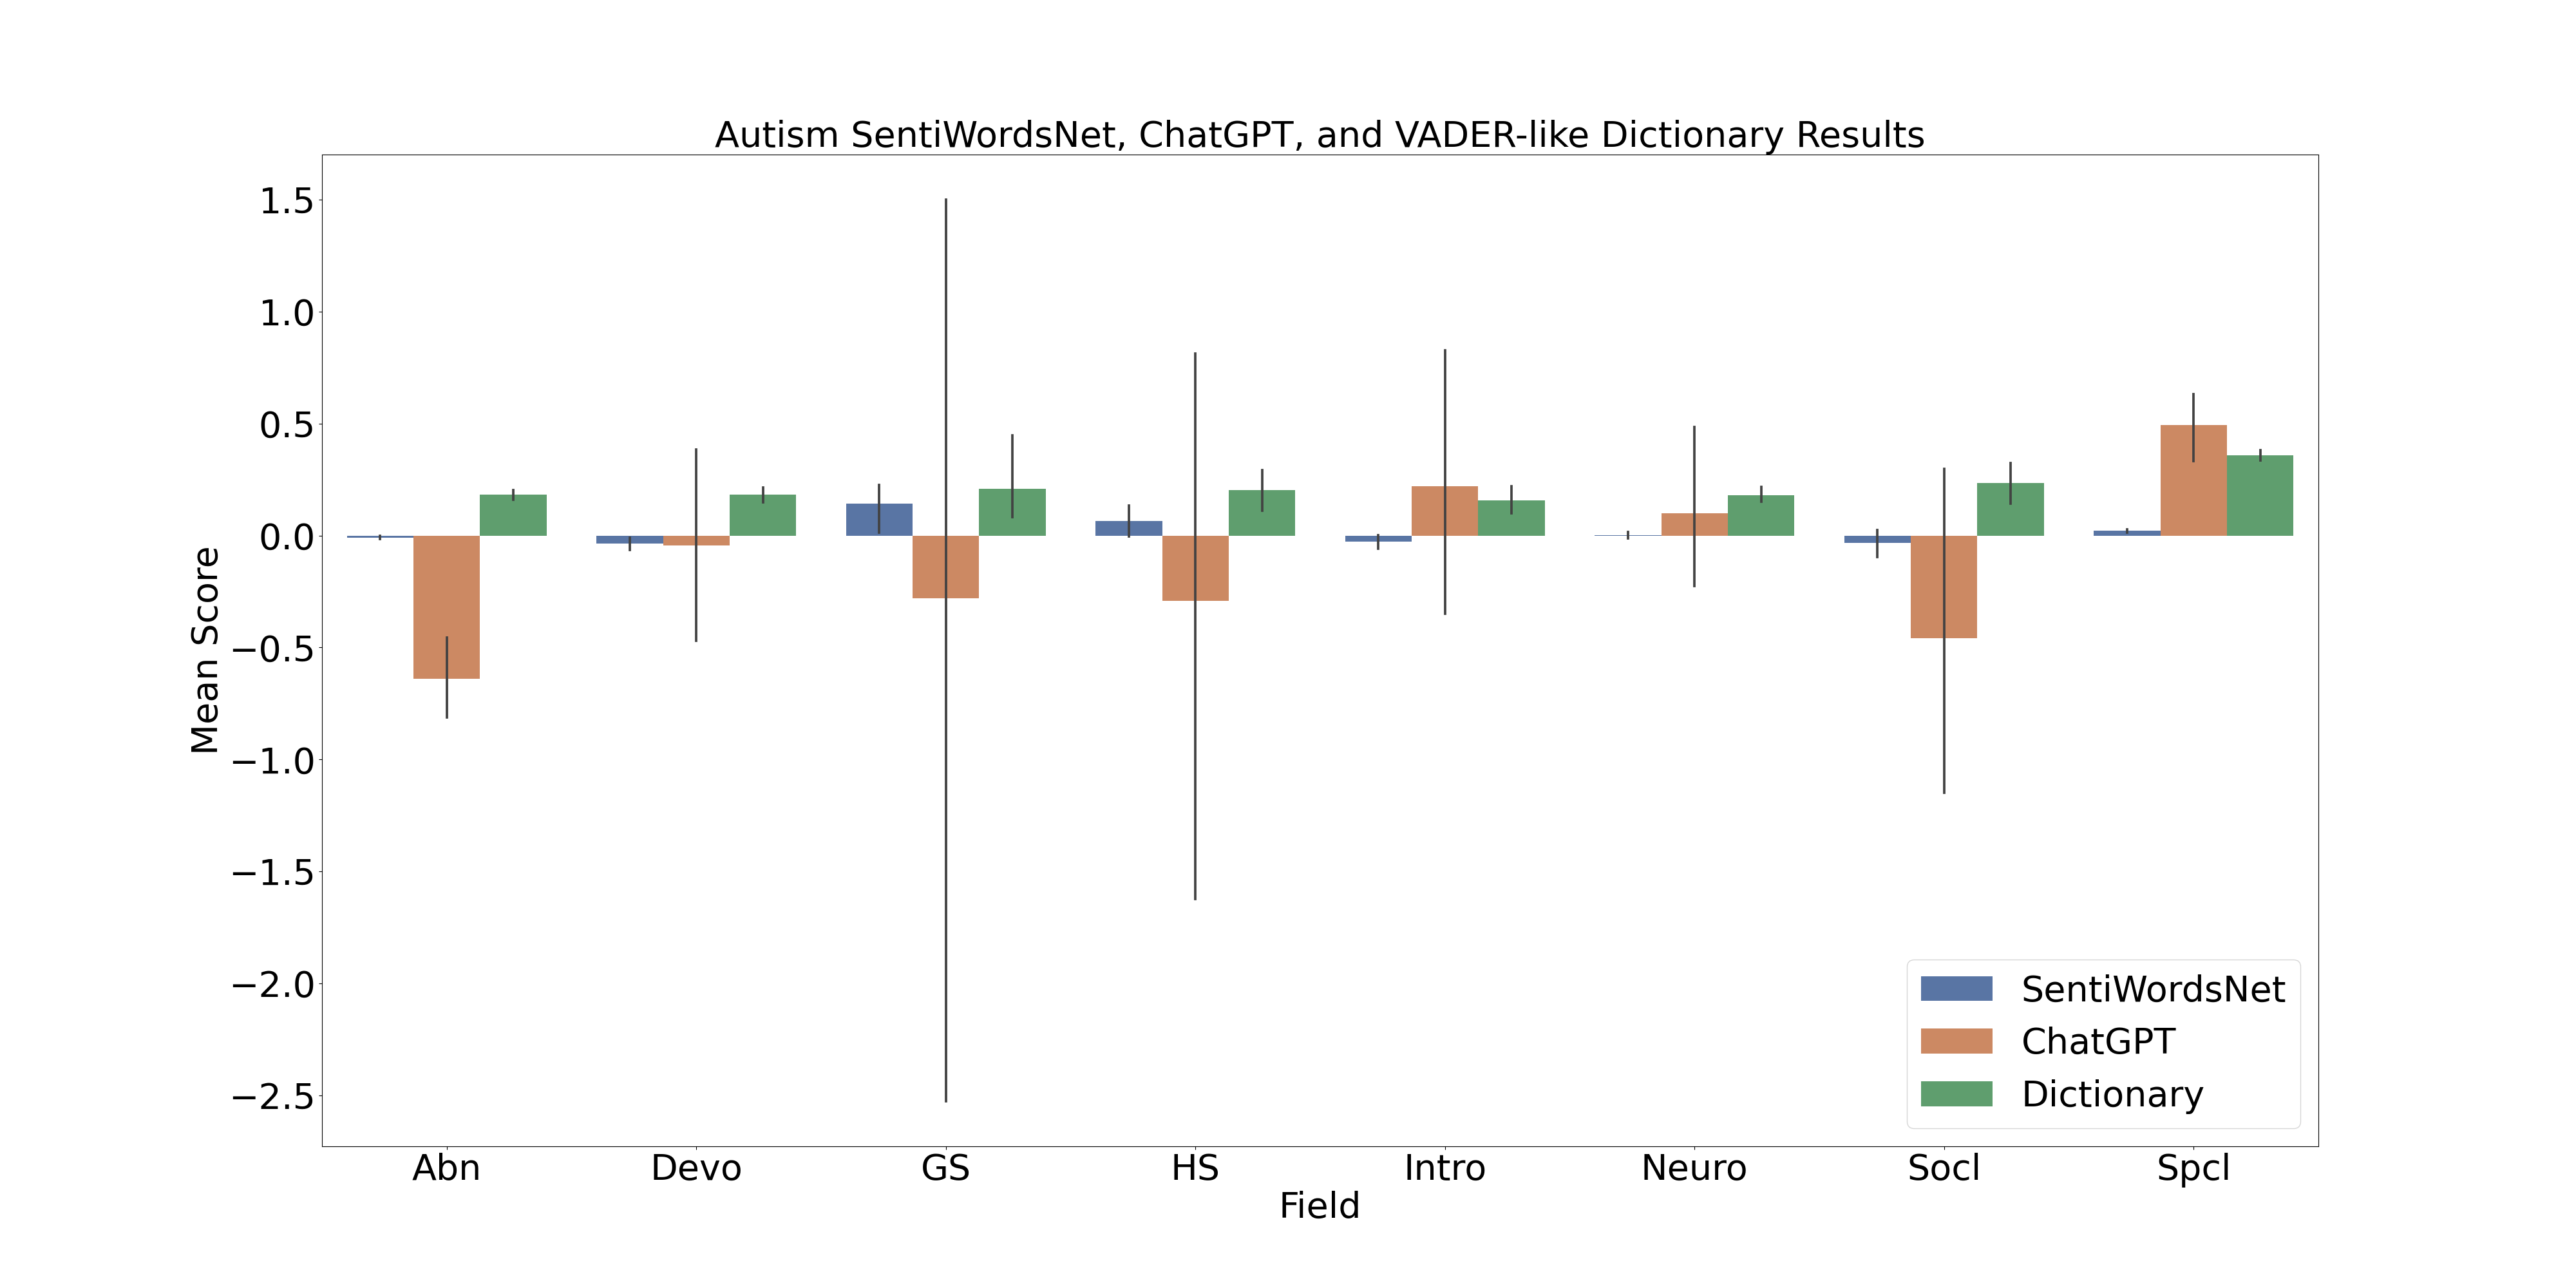 Autism SentiWordsNet, ChatGPT, and VADER-like Dictionary Results
Mean Score
1.5
1.0
0.5
0.0
−0.5
−1.0
−1.5
−2.0
−2.5
SentiWordsNet
ChatGPT
Dictionary
Abn Devo GS HS Intro Neuro Socl Spcl
Field